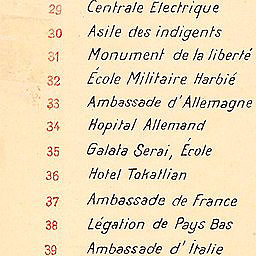 29 Centrale Electrique
30 Asile des indigents
31 Monument de la liberté
32 École Militaire Harbié
33 Ambassade d'Allemagne
34 Hopital Allemand
35 Galata Serai, École
36 Hotel Tokatlian
37 Ambassade de France
38 Légation de Pays Bas
39 Ambassade d'Italie